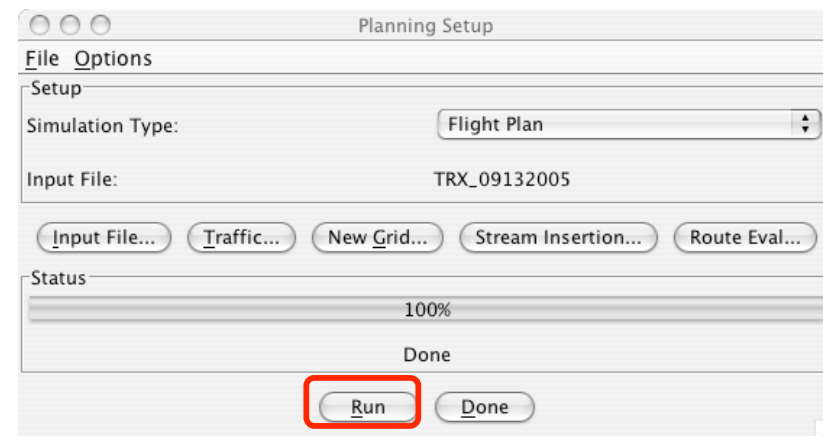 Planning Setup
File Options
Setup
Simulation Type: Flight Plan
Input File: TRX_09132005
Input File... Traffic... New Grid... Stream Insertion... Route Eval...
Status
100%
Done
Run Done